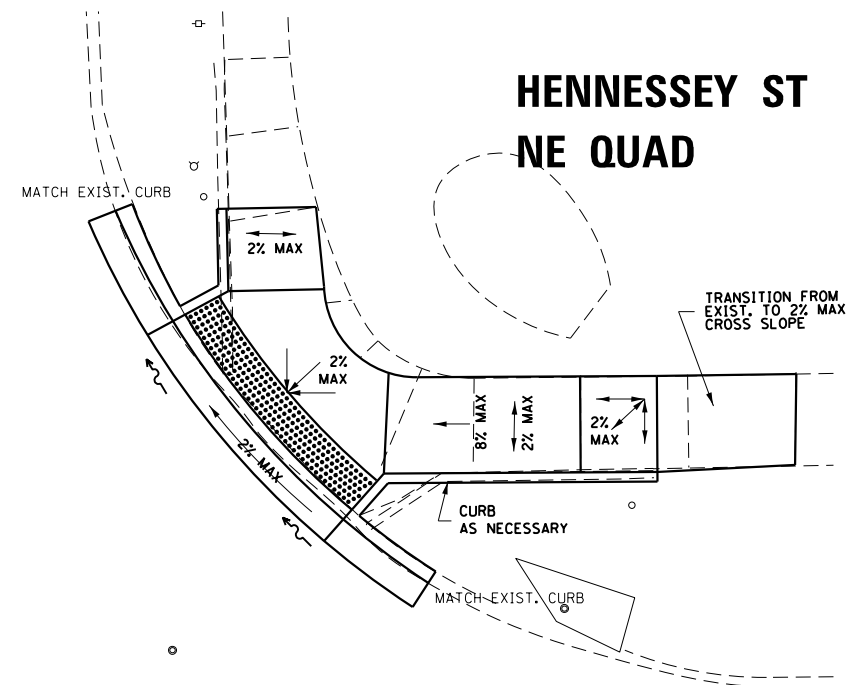 HENNESSEY ST
NE QUAD
MATCH EXIST. CURB
2% MAX
TRANSITION FROM
EXIST. TO 2% MAX
CROSS SLOPE
2%
MAX
8% MAX
2% MAX
2%
MAX
2% MAX
CURB
AS NECESSARY
MATCH EXIST. CURB